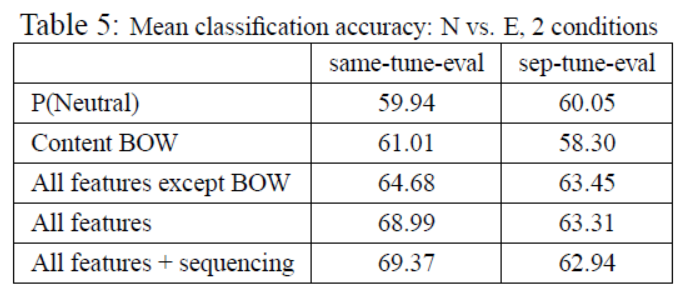 Table 5: Mean classification accuracy: N vs. E, 2 conditions
same-tune-eval sep-tune-eval
P(Neutral) 59.94 60.05
Content BOW 61.01 58.30
All features except BOW 64.68 63.45
All features 68.99 63.31
All features + sequencing 69.37 62.94